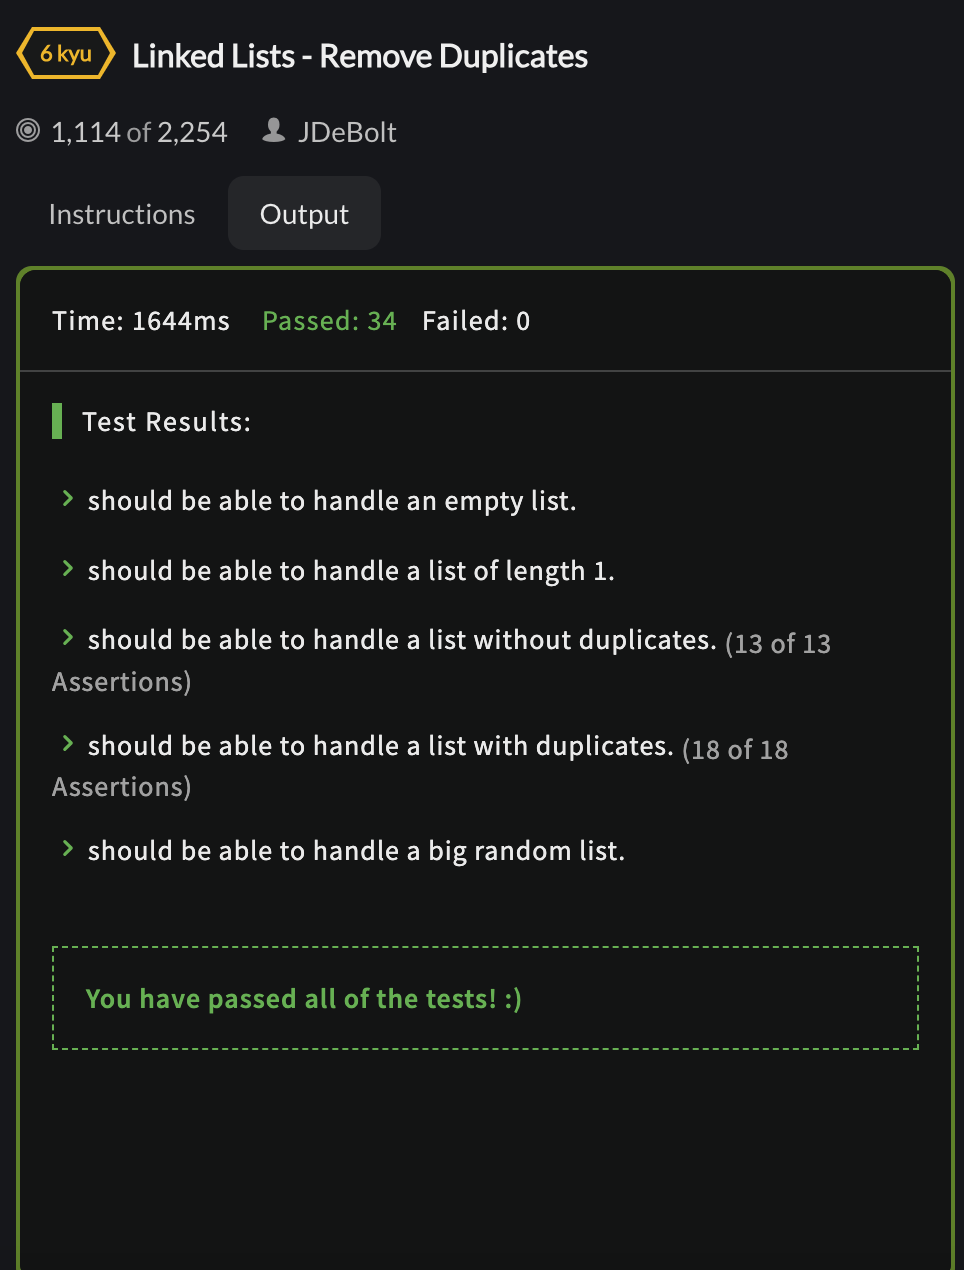 6 kyu Linked Lists - Remove Duplicates
1,114 of 2,254 JDeBolt
Instructions Output
Time: 1644ms Passed: 34 Failed: 0
Test Results:
should be able to handle an empty list.
should be able to handle a list of length 1.
should be able to handle a list without duplicates. (13 of 13
Assertions)
should be able to handle a list with duplicates. (18 of 18
Assertions)
should be able to handle a big random list.
You have passed all of the tests! :)